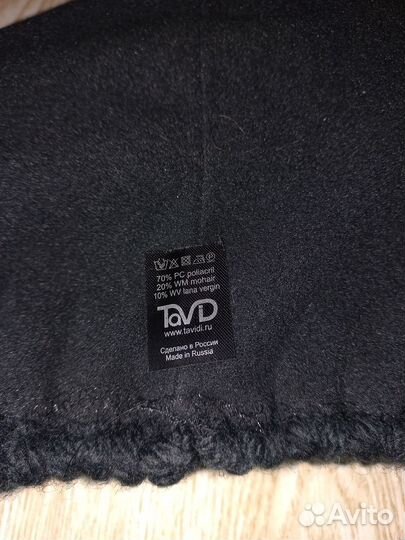 70% PC poliacril
20% WM mohair
10% WV lana vergin
TaViD
www.tavidi.ru
Сделано в России
Made in Russia
Avito